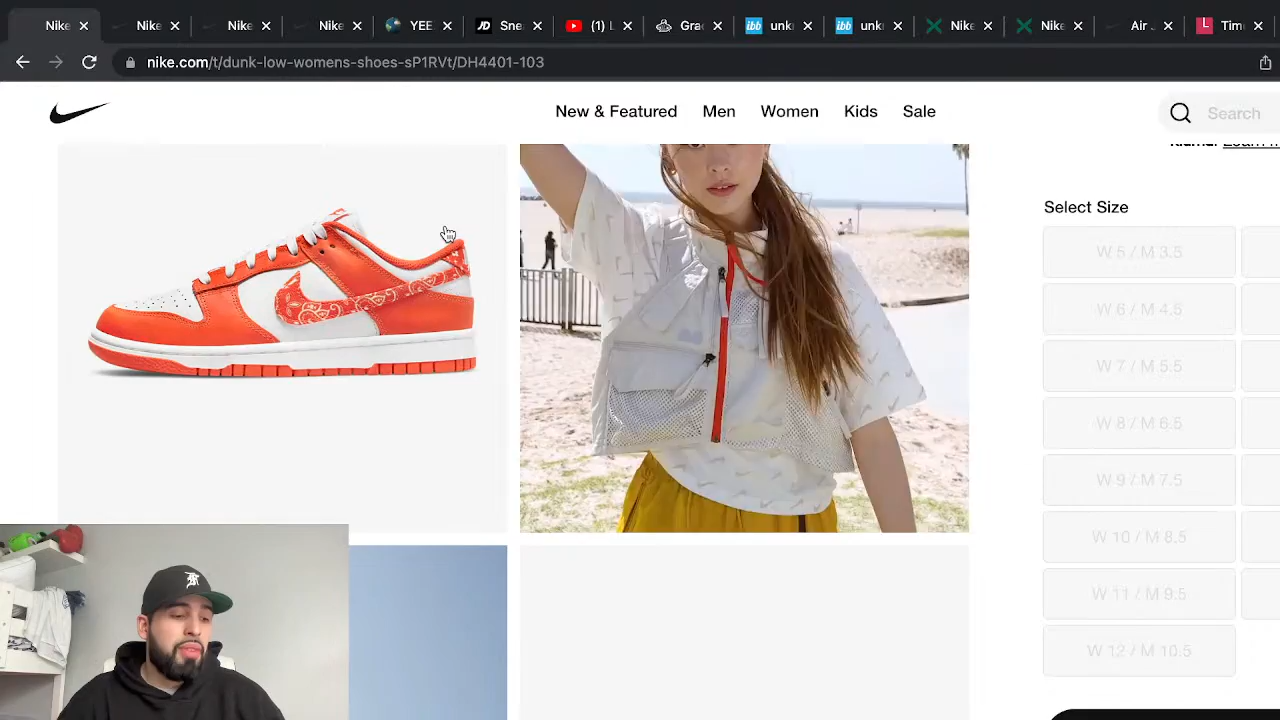 Nike Nike Nike Nike YEE Sne (1) L Gra unk unk Nike Nike Air Tim
nike.com/t/dunk-low-womens-shoes-sP1RVt/DH4401-103
New & Featured Men Women Kids Sale Search
Select Size
W 5 / M 3.5
W 6 / M 4.5
W 7 / M 5.5
W 8 / M 6.5
W 9 / M 7.5
W 10 / M 8.5
W 11 / M 9.5
W 12 / M 10.5